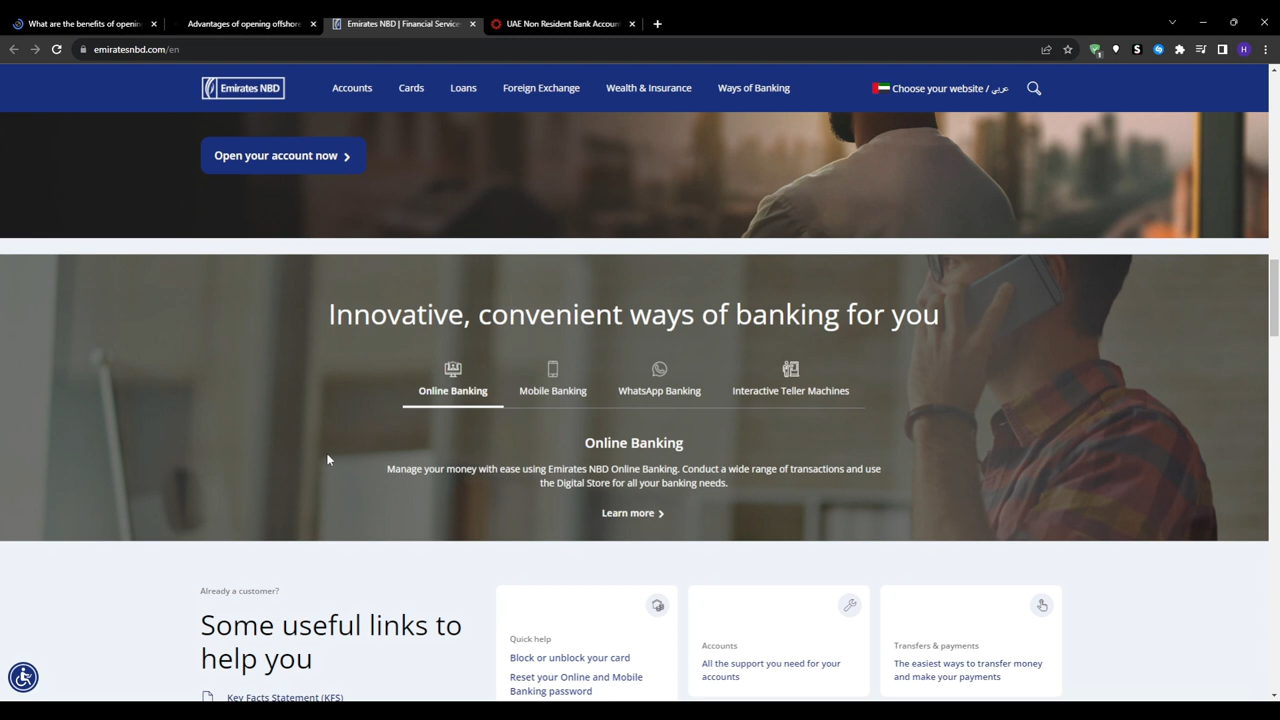 What are the benefits of openin
Advantages of opening offshore
Emirates NBD | Financial Service
UAE Non Resident Bank Account
emiratesnbd.com/en
1
S
H
Emirates NBD
Accounts
Cards
Loans
Foreign Exchange
Wealth & Insurance
Ways of Banking
Choose your website / عربي
Open your account now
Innovative, convenient ways of banking for you
Online Banking
Mobile Banking
WhatsApp Banking
Interactive Teller Machines
Online Banking
Manage your money with ease using Emirates NBD Online Banking. Conduct a wide range of transactions and use
the Digital Store for all your banking needs.
Learn more
Already a customer?
Some useful links to
help you
Key Facts Statement (KFS)
Quick help
Block or unblock your card
Reset your Online and Mobile
Banking password
Accounts
All the support you need for your
accounts
Transfers & payments
The easiest ways to transfer money
and make your payments